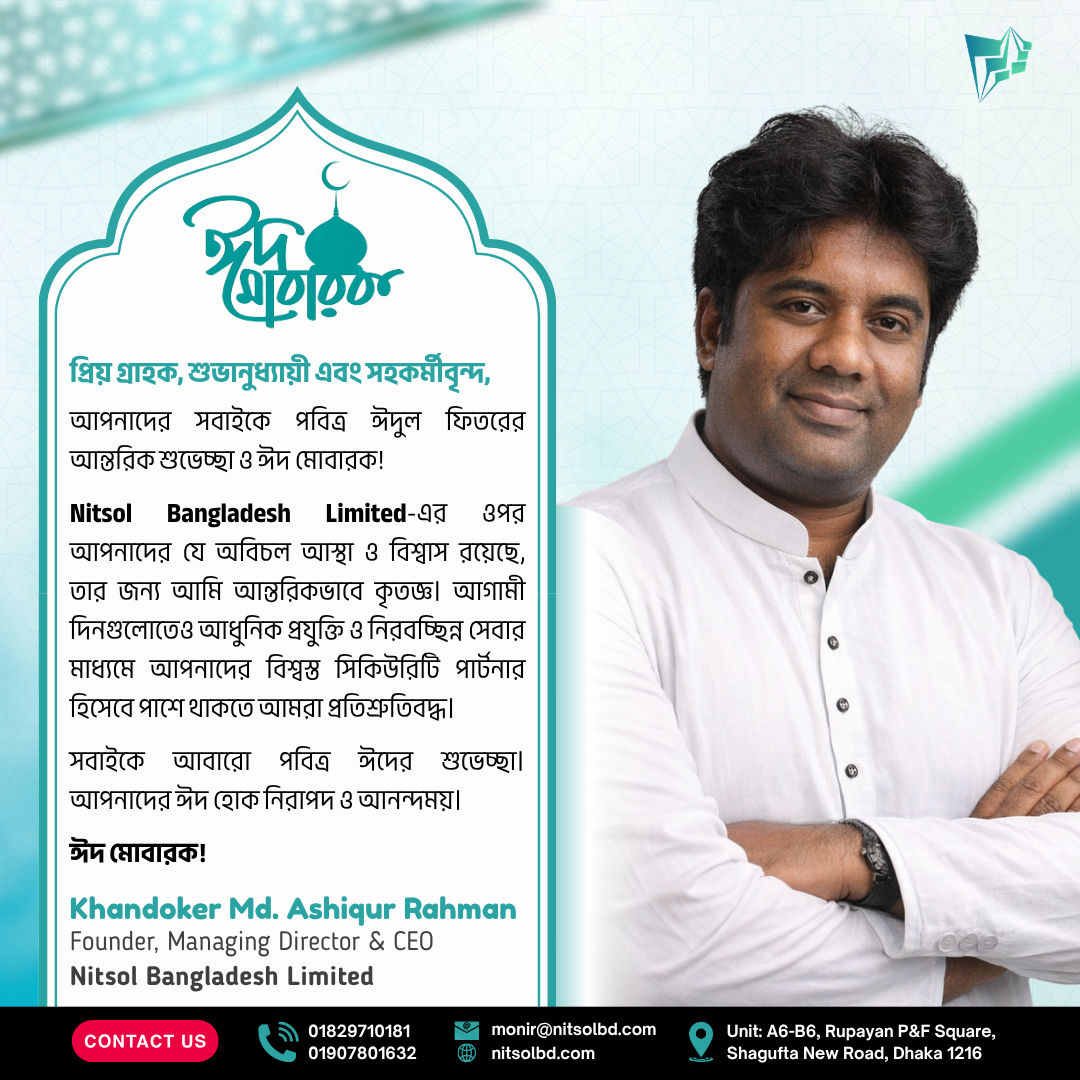 ঈদ
মোবারক
প্রিয় গ্রাহক, শুভানুধ্যায়ী এবং সহকর্মীবৃন্দ,
আপনাদের সবাইকে পবিত্র ঈদুল ফিতরের
আন্তরিক শুভেচ্ছা ও ঈদ মোবারক!
Nitsol Bangladesh Limited-এর ওপর
আপনাদের যে অবিচল আস্থা ও বিশ্বাস রয়েছে,
তার জন্য আমি আন্তরিকভাবে কৃতজ্ঞ। আগামী
দিনগুলোতেও আধুনিক প্রযুক্তি ও নিরবচ্ছিন্ন সেবার
মাধ্যমে আপনাদের বিশ্বস্ত সিকিউরিটি পার্টনার
হিসেবে পাশে থাকতে আমরা প্রতিশ্রুতিবদ্ধ।
সবাইকে আবারো পবিত্র ঈদের শুভেচ্ছা।
আপনাদের ঈদ হোক নিরাপদ ও আনন্দময়।
ঈদ মোবারক!
Khandoker Md. Ashiqur Rahman
Founder, Managing Director & CEO
Nitsol Bangladesh Limited
CONTACT US
01829710181
01907801632
monir@nitsolbd.com
nitsolbd.com
Unit: A6-B6, Rupayan P&F Square,
Shagufta New Road, Dhaka 1216